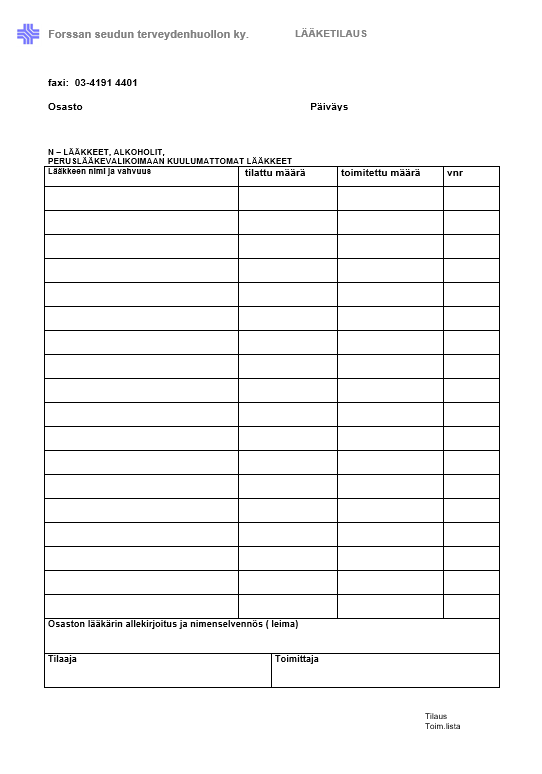 Forssan seudun terveydenhuollon ky. LÄÄKETILAUS
faxi: 03-4191 4401
Osasto Päiväys
N – LÄÄKKEET, ALKOHOLIT,
PERUSLÄÄKEVALIKOIMAAN KUULUMATTOMAT LÄÄKKEET
Lääkkeen nimi ja vahvuus tilattu määrä toimitettu määrä vnr
Osaston lääkärin allekirjoitus ja nimenselvennös ( leima)
Tilaaja Toimittaja
Tilaus
Toim.lista